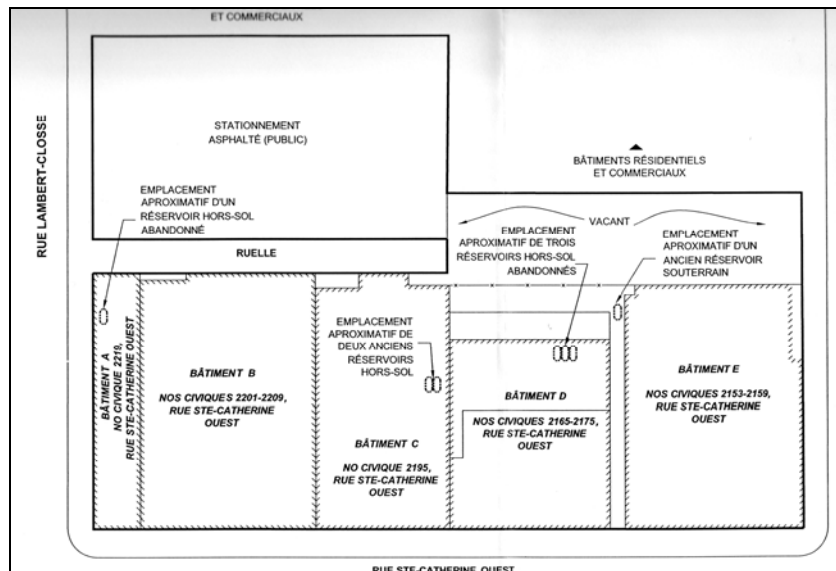 ET COMMERCIAUX
STATIONNEMENT
ASPHALTÉ (PUBLIC)
RUE LAMBERT-CLOSSE
BÂTIMENTS RÉSIDENTIELS
ET COMMERCIAUX
EMPLACEMENT
APROXIMATIF D'UN
RÉSERVOIR HORS-SOL
ABANDONNÉ
VACANT
EMPLACEMENT
APROXIMATIF DE TROIS
RÉSERVOIRS HORS-SOL
ABANDONNÉS
EMPLACEMENT
APROXIMATIF D'UN
ANCIEN RÉSERVOIR
SOUTERRAIN
RUELLE
BÂTIMENT A
NO CIVIQUE 2219,
RUE STE-CATHERINE OUEST
BÂTIMENT B
NOS CIVIQUES 2201-2209,
RUE STE-CATHERINE
OUEST
EMPLACEMENT
APROXIMATIF DE
DEUX ANCIENS
RÉSERVOIRS
HORS-SOL
BÂTIMENT C
NO CIVIQUE 2195,
RUE STE-CATHERINE
OUEST
BÂTIMENT D
NOS CIVIQUES 2165-2175,
RUE STE-CATHERINE
OUEST
BÂTIMENT E
NOS CIVIQUES 2153-2159,
RUE STE-CATHERINE
OUEST
RUE STE-CATHERINE OUEST